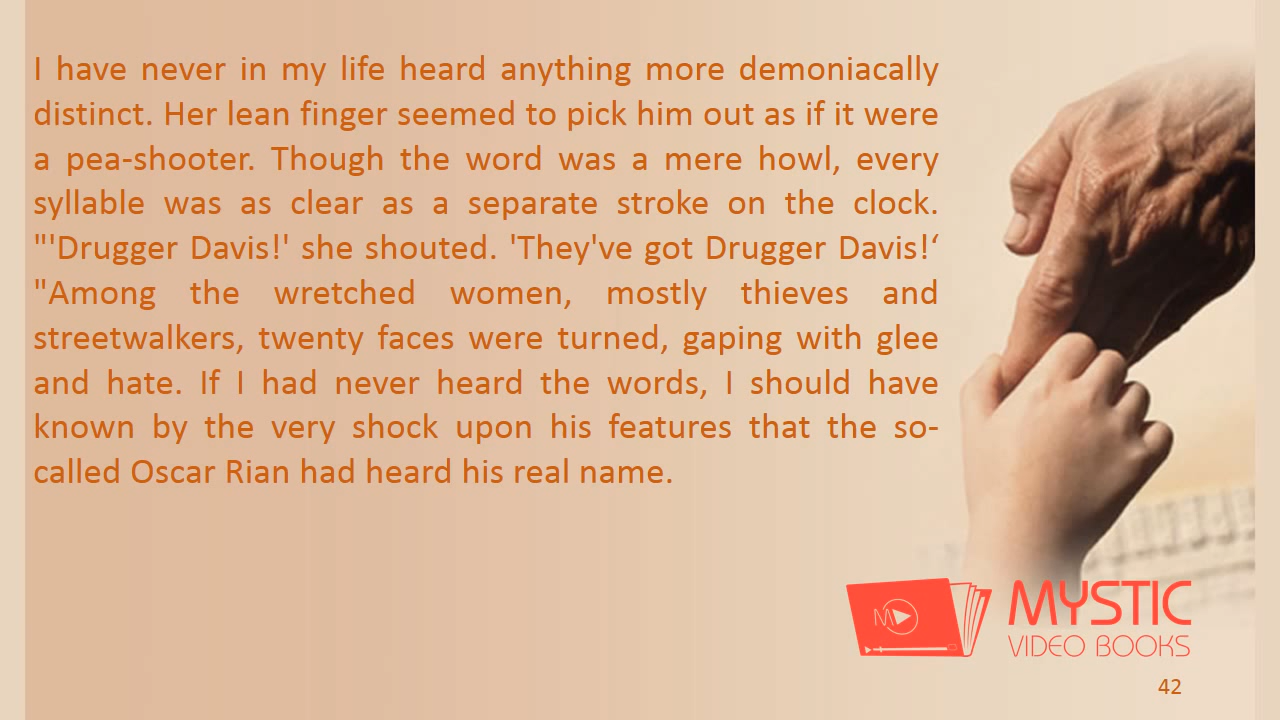 I have never in my life heard anything more demoniacally
distinct. Her lean finger seemed to pick him out as if it were
a pea-shooter. Though the word was a mere howl, every
syllable was as clear as a separate stroke on the clock.
"'Drugger Davis!' she shouted. 'They've got Drugger Davis!‘
"Among the wretched women, mostly thieves and
streetwalkers, twenty faces were turned, gaping with glee
and hate. If I had never heard the words, I should have
known by the very shock upon his features that the so-
called Oscar Rian had heard his real name.
M
MYSTIC
VIDEO BOOKS
42